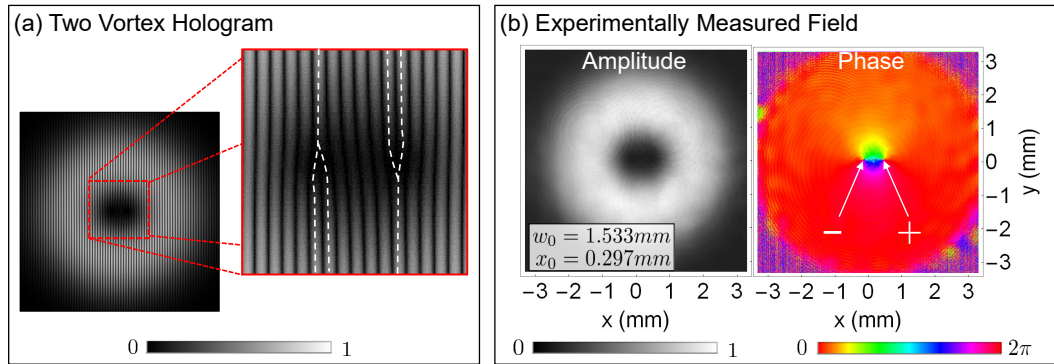 (a) Two Vortex Hologram
0 1
(b) Experimentally Measured Field
Amplitude
Phase
w₀ = 1.533mm
x₀ = 0.297mm
− +
3
2
1
0
−1
−2
−3
y (mm)
−3 −2 −1 0 1 2 3
x (mm)
−3 −2 −1 0 1 2 3
x (mm)
0 1
0 2π